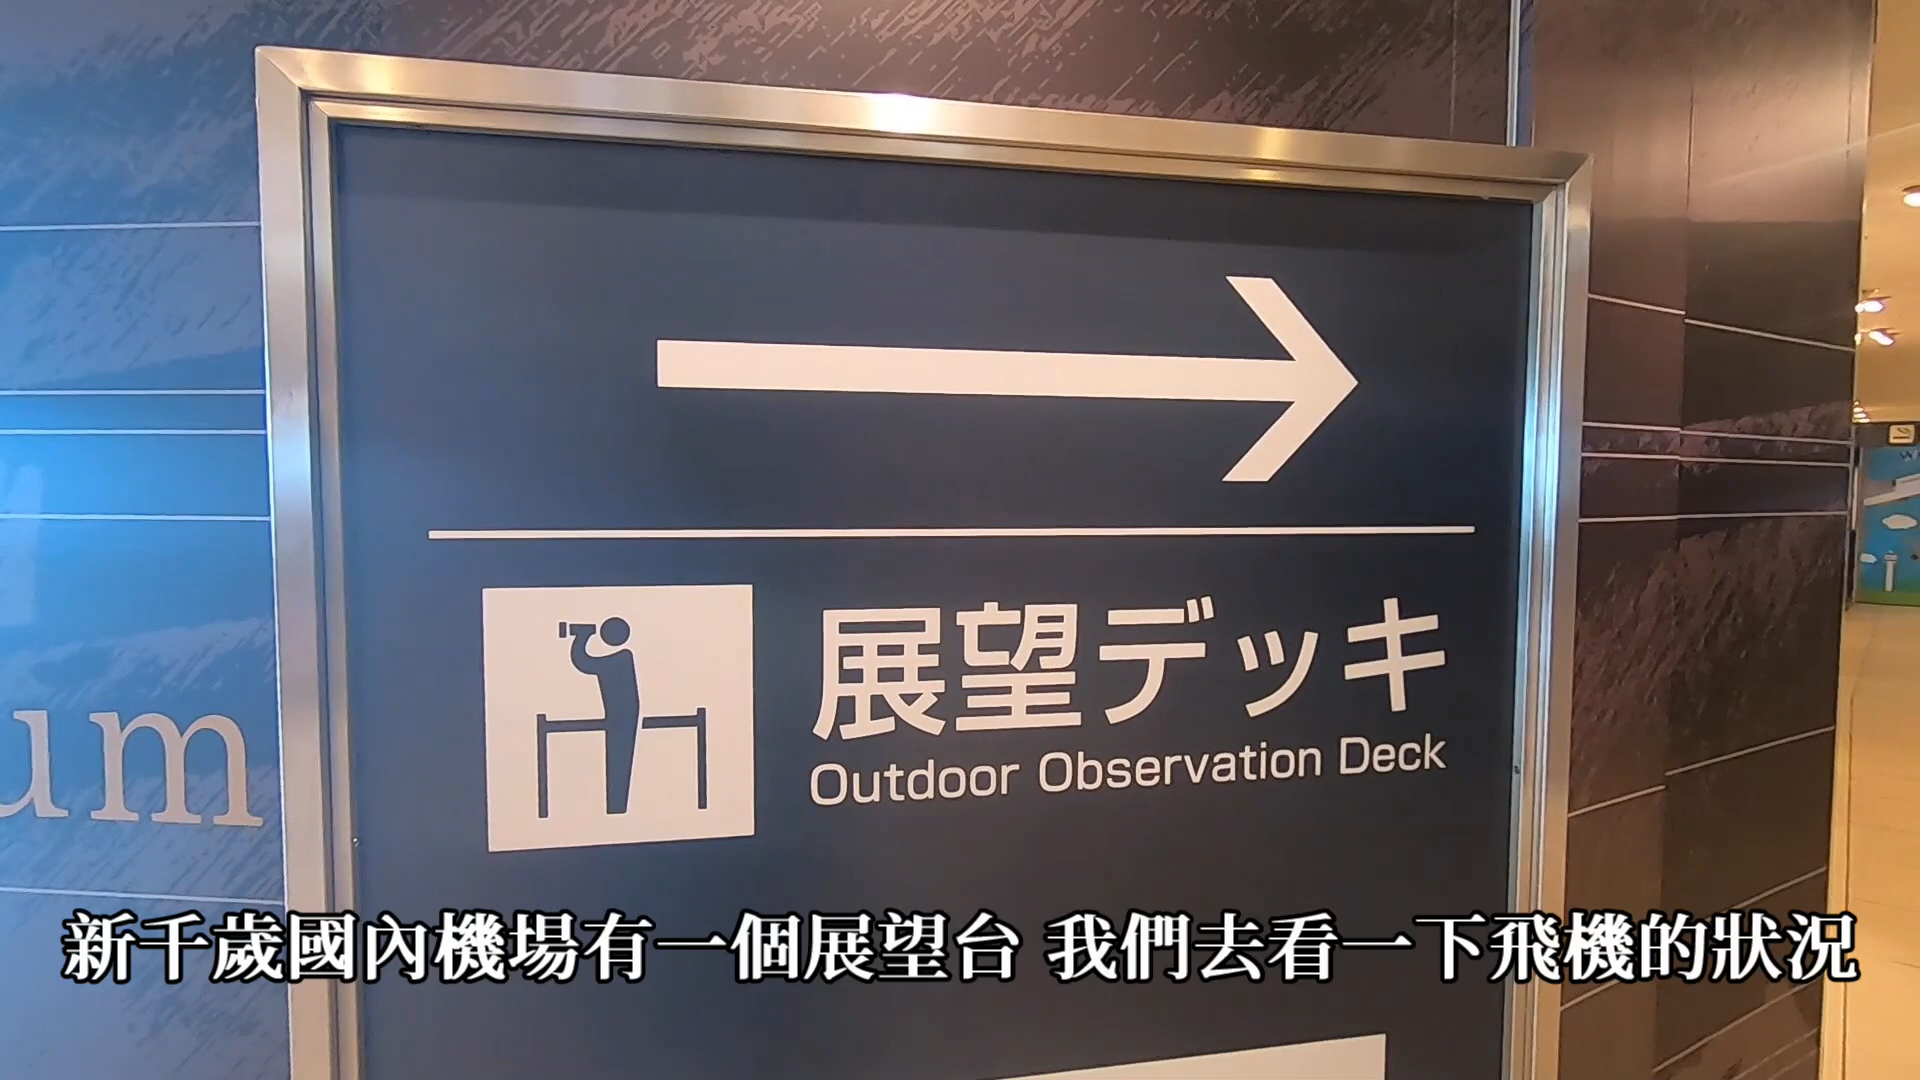 展望デッキ
Outdoor Observation Deck
um
新千歲國內機場有一個展望台 我們去看一下飛機的狀況